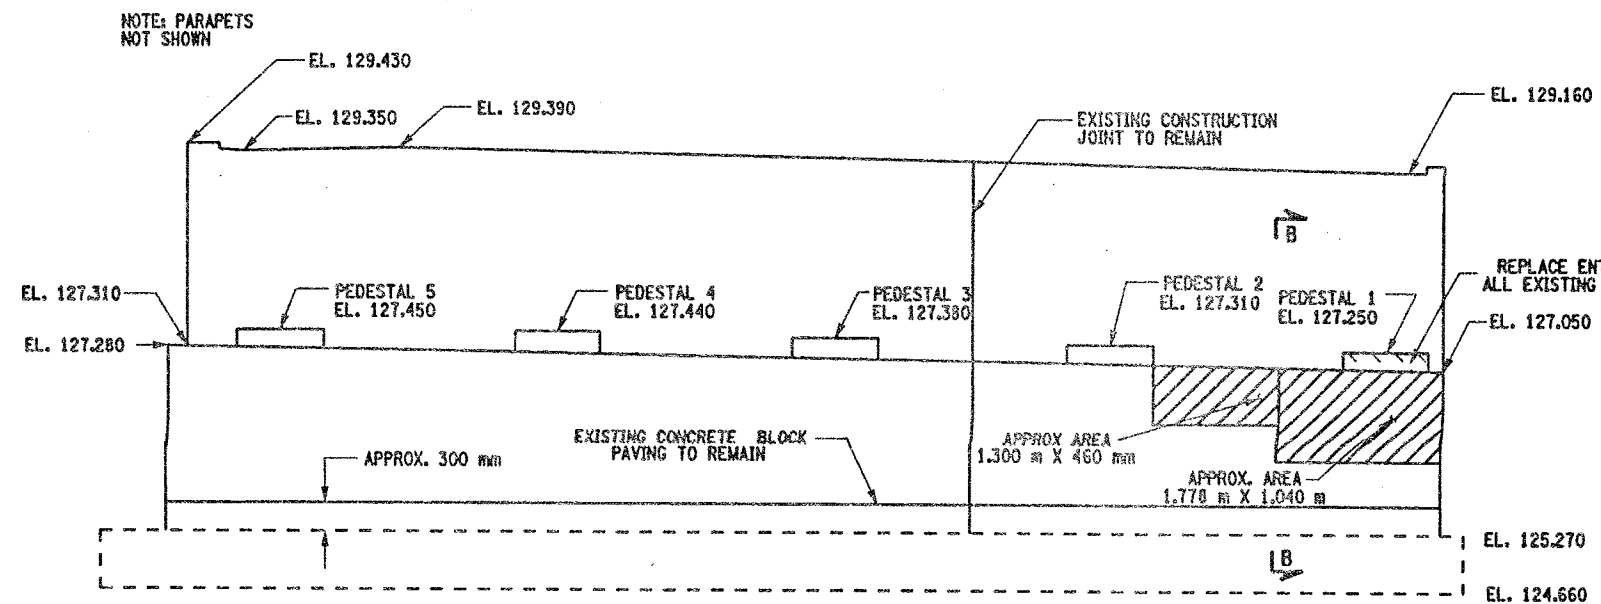 NOTE: PARAPETS
NOT SHOWN
EL. 129.430
EL. 129.350
EL. 129.390
EXISTING CONSTRUCTION
JOINT TO REMAIN
EL. 129.160
B
REPLACE ENT
ALL EXISTING
EL. 127.310
EL. 127.280
PEDESTAL 5
EL. 127.450
PEDESTAL 4
EL. 127.440
PEDESTAL 3
EL. 127.380
PEDESTAL 2
EL. 127.310
PEDESTAL 1
EL. 127.250
EL. 127.050
APPROX. 300 mm
EXISTING CONCRETE BLOCK
PAVING TO REMAIN
APPROX AREA
1.300 m X 460 mm
APPROX. AREA
1.778 m X 1.040 m
B
EL. 125.270
EL. 124.660